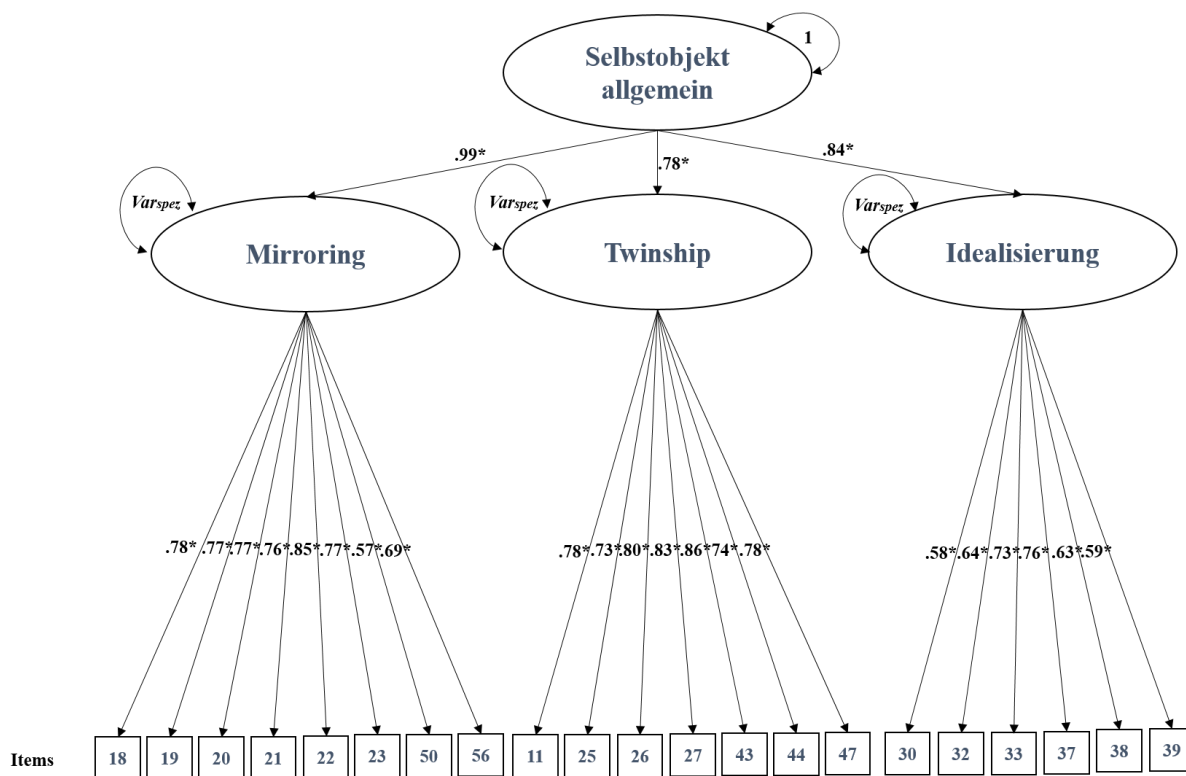 1
Selbstobjekt
allgemein
.99*
.78*
.84*
Varspez
Varspez
Varspez
Mirroring
Twinship
Idealisierung
.78* .77* .77* .76* .85* .77* .57* .69*
.78* .73* .80* .83* .86* .74* .78*
.58* .64* .73* .76* .63* .59*
Items 18 19 20 21 22 23 50 56 11 25 26 27 43 44 47 30 32 33 37 38 39